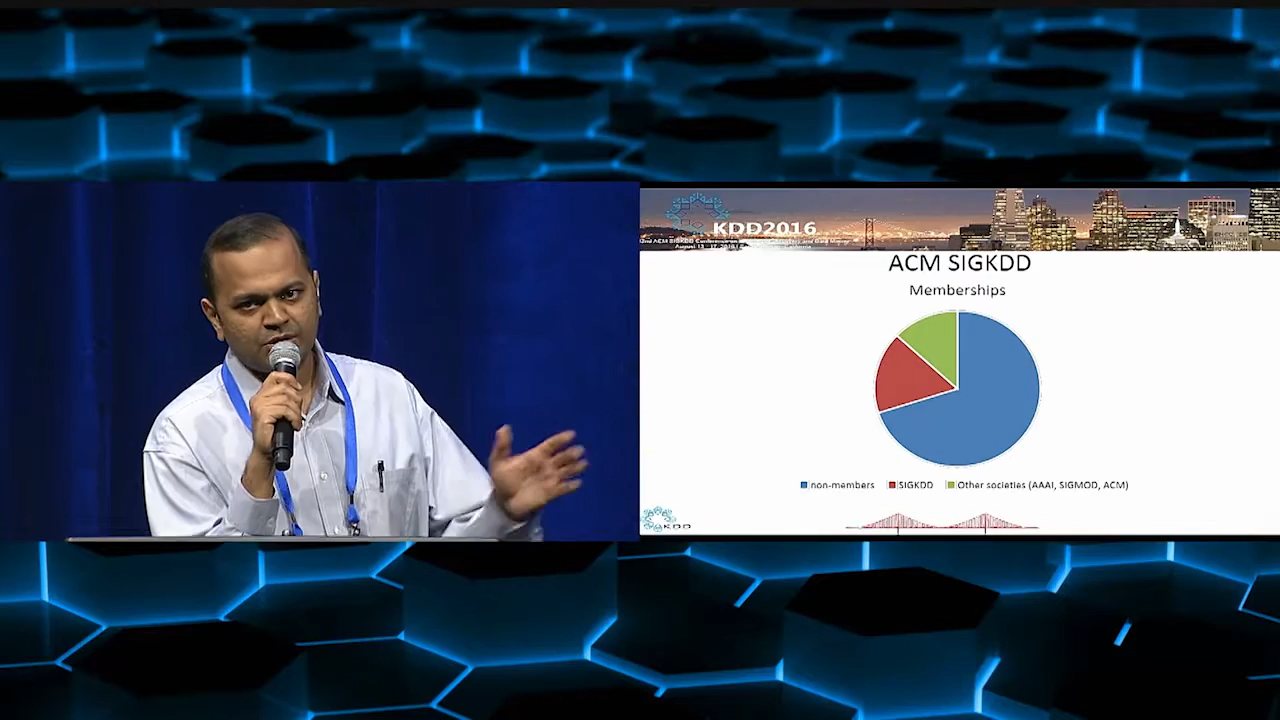 KDD2016
ACM SIGKDD
Memberships
non-members SIGKDD Other societies (AAAI, SIGMOD, ACM)
KDD